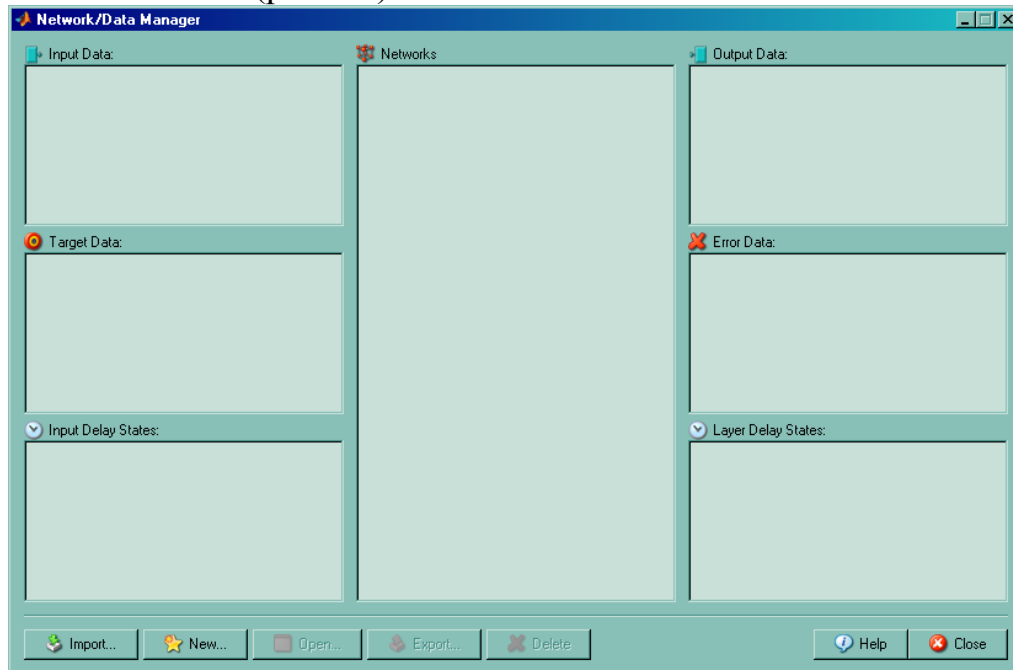 Network/Data Manager
Input Data:
Networks
Output Data:
Target Data:
Error Data:
Input Delay States:
Layer Delay States:
Import... New... Open... Export... Delete Help Close